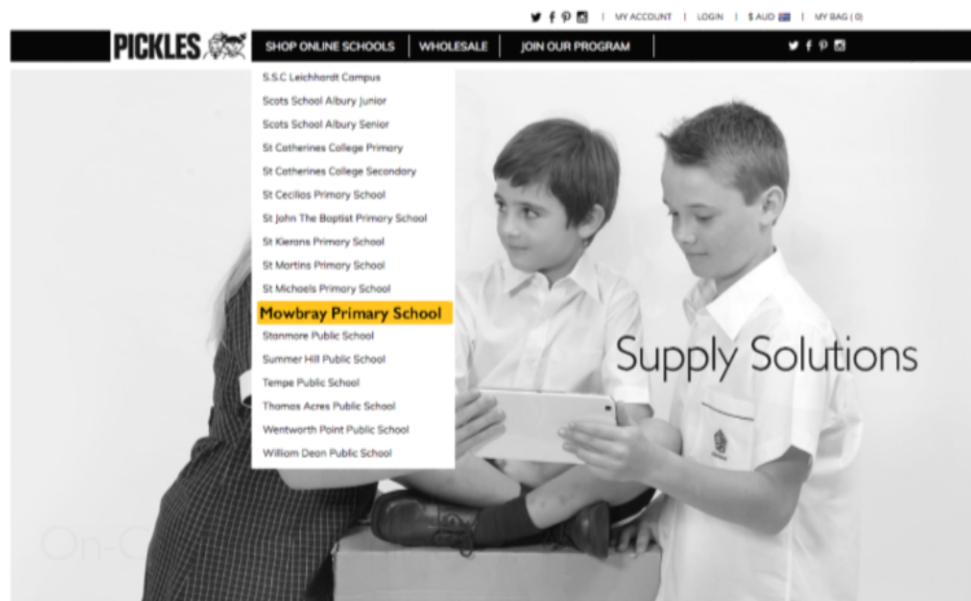 MY ACCOUNT | LOGIN | $ AUD | MY BAG ( 0)
PICKLES SHOP ONLINE SCHOOLS | WHOLESALE | JOIN OUR PROGRAM |
S.S.C Leichhardt Campus
Scots School Albury Junior
Scots School Albury Senior
St Catherines College Primary
St Catherines College Secondary
St Cecilias Primary School
St John The Baptist Primary School
St Kierans Primary School
St Martins Primary School
St Michaels Primary School
Mowbray Primary School
Stanmore Public School
Summer Hill Public School
Tempe Public School
Thomas Acres Public School
Wentworth Point Public School
William Dean Public School
Supply Solutions